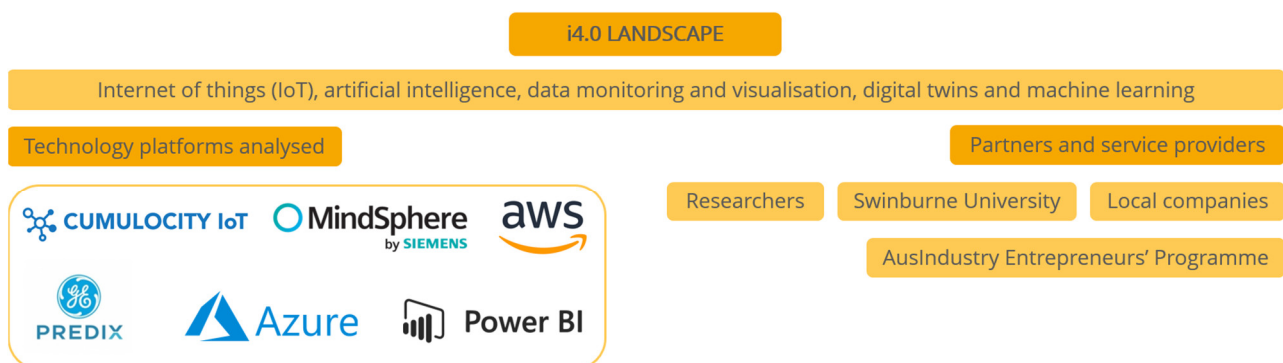 i4.0 LANDSCAPE
Internet of things (IoT), artificial intelligence, data monitoring and visualisation, digital twins and machine learning
Technology platforms analysed
CUMULOCITY IoT
MindSphere
by SIEMENS
aws
GE
PREDIX
Azure
Power BI
Partners and service providers
Researchers
Swinburne University
Local companies
AusIndustry Entrepreneurs’ Programme